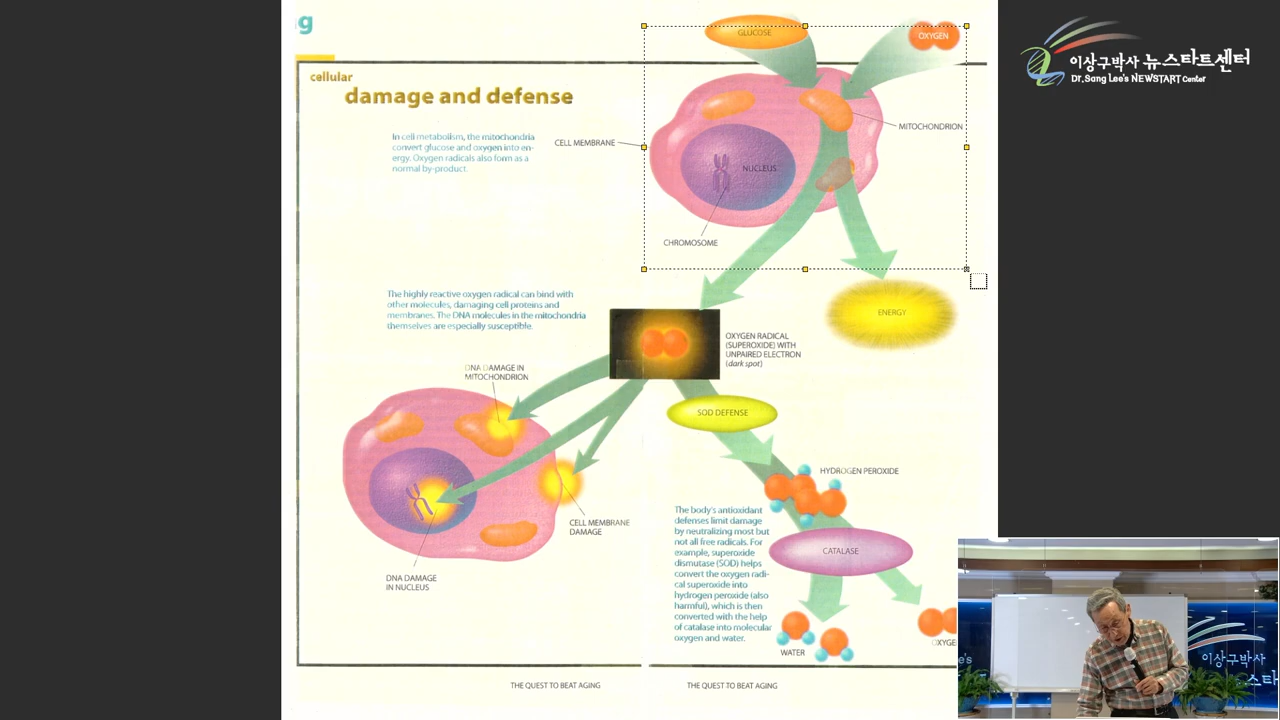 g
GLUCOSE
OXYGEN
이상구박사 뉴스타트센터
Dr. Sang Lee's NEWSTART Center
cellular
damage and defense
In cell metabolism, the mitochondria
convert glucose and oxygen into en-
ergy. Oxygen radicals also form as a
normal by-product.
CELL MEMBRANE
MITOCHONDRION
NUCLEUS
CHROMOSOME
The highly reactive oxygen radical can bind with
other molecules, damaging cell proteins and
membranes. The DNA molecules in the mitochondria
themselves are especially susceptible.
ENERGY
OXYGEN RADICAL
(SUPEROXIDE) WITH
UNPAIRED ELECTRON
(dark spot)
DNA DAMAGE IN
MITOCHONDRION
SOD DEFENSE
HYDROGEN PEROXIDE
CELL MEMBRANE
DAMAGE
DNA DAMAGE
IN NUCLEUS
The body's antioxidant
defenses limit damage
by neutralizing most but
not all free radicals. For
example, superoxide
dismutase (SOD) helps
convert the oxygen radi-
cal superoxide into
hydrogen peroxide (also
harmful), which is then
converted with the help
of catalase into molecular
oxygen and water.
CATALASE
WATER
OXYGE
THE QUEST TO BEAT AGING
THE QUEST TO BEAT AGING
이상구박사
e's
스타